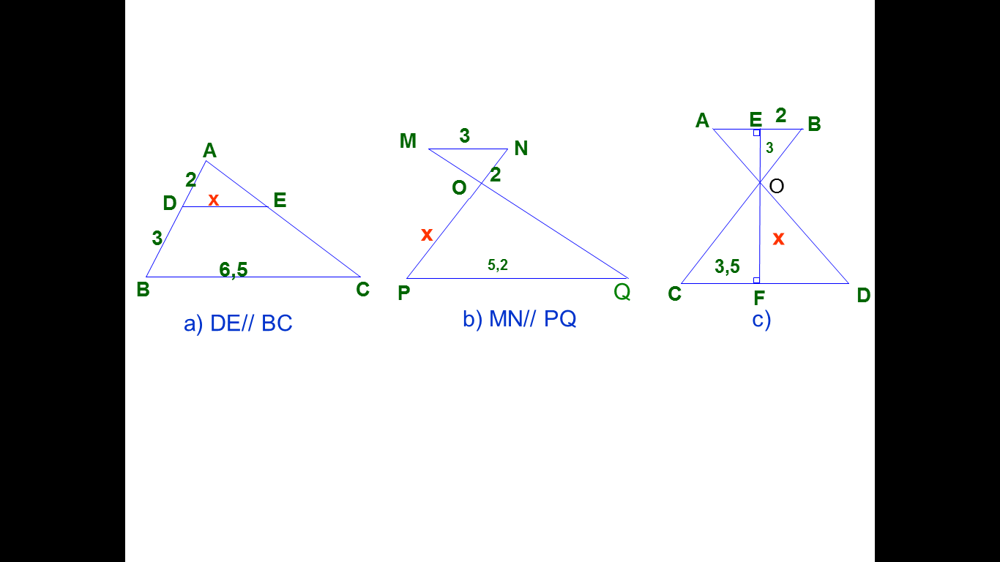 A
2
D
x
E
3
6,5
B
C
a) DE// BC
M
3
N
O
2
x
5,2
P
Q
b) MN// PQ
A
E
2
B
3
O
x
3,5
C
F
D
c)